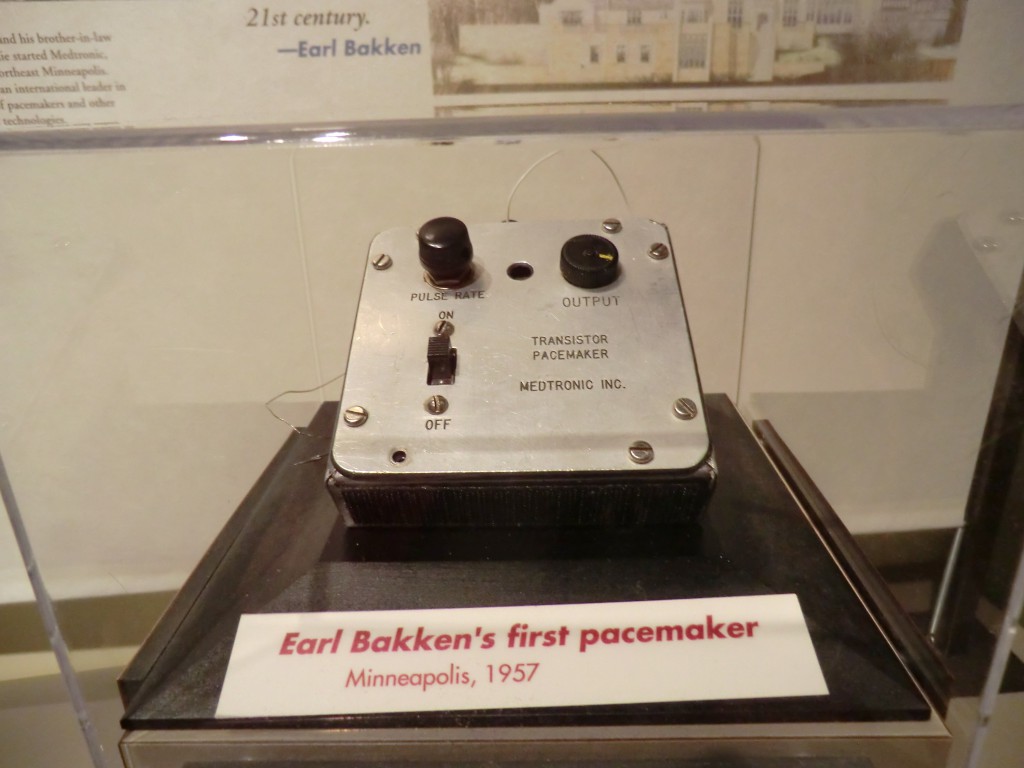 21st century.
—Earl Bakken
and his brother-in-law
ie started Medtronic,
ortheast Minneapolis.
an international leader in
f pacemakers and other
technologies.
PULSE RATE
OUTPUT
ON
TRANSISTOR
PACEMAKER
MEDTRONIC INC.
OFF
Earl Bakken's first pacemaker
Minneapolis, 1957